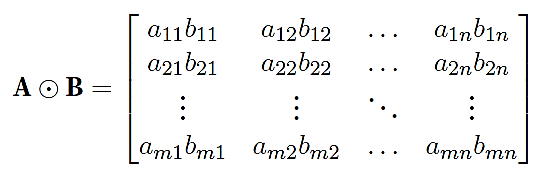 A ⊙ B = [ a₁₁b₁₁ a₁₂b₁₂ … a₁ₙb₁ₙ
a₂₁b₂₁ a₂₂b₂₂ … a₂ₙb₂ₙ
⋮ ⋮ ⋱ ⋮
aₘ₁bₘ₁ aₘ₂bₘ₂ … aₘₙbₘₙ ]